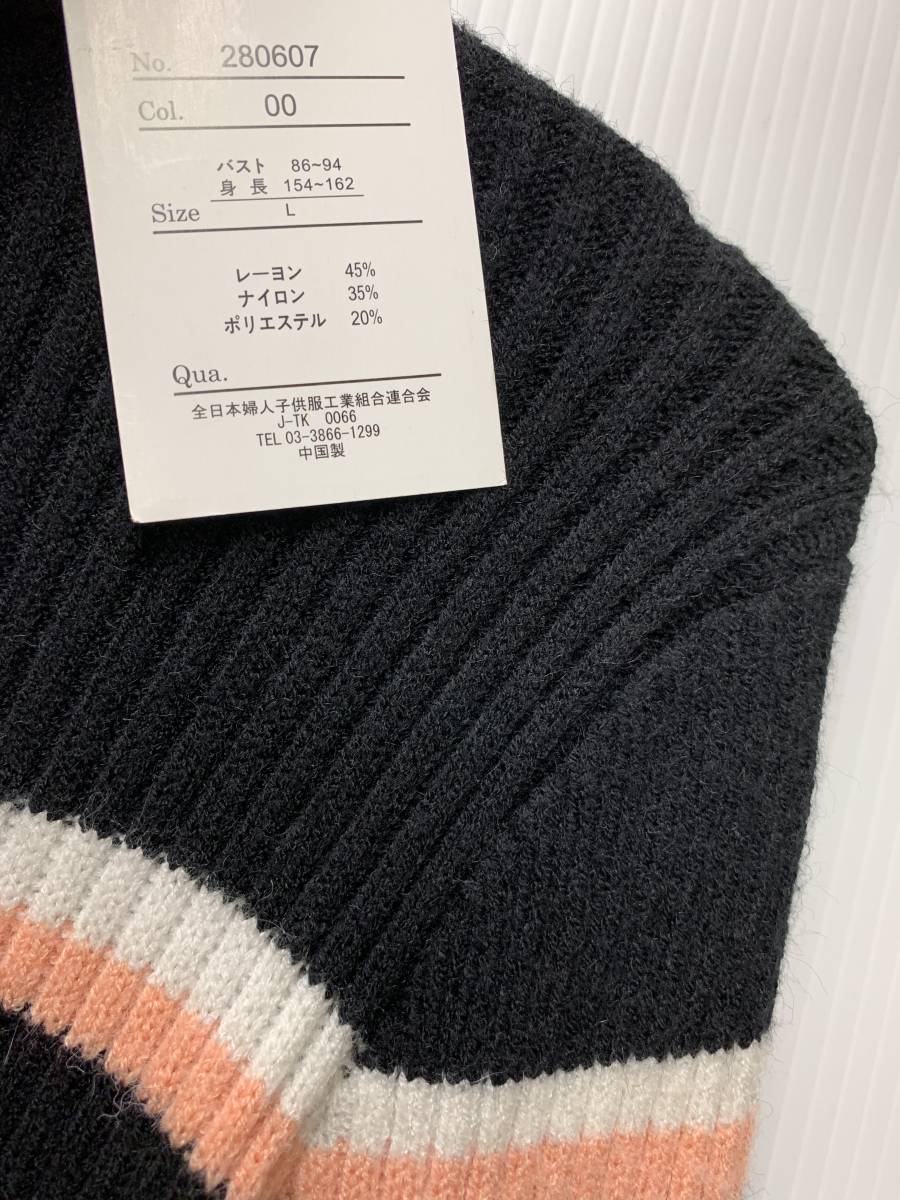 No. 280607
Col. 00
バスト 86~94
身長 154~162
Size L
レーヨン 45%
ナイロン 35%
ポリエステル 20%
Qua.
全日本婦人子供服工業組合連合会
J-TK 0066
TEL 03-3866-1299
中国製